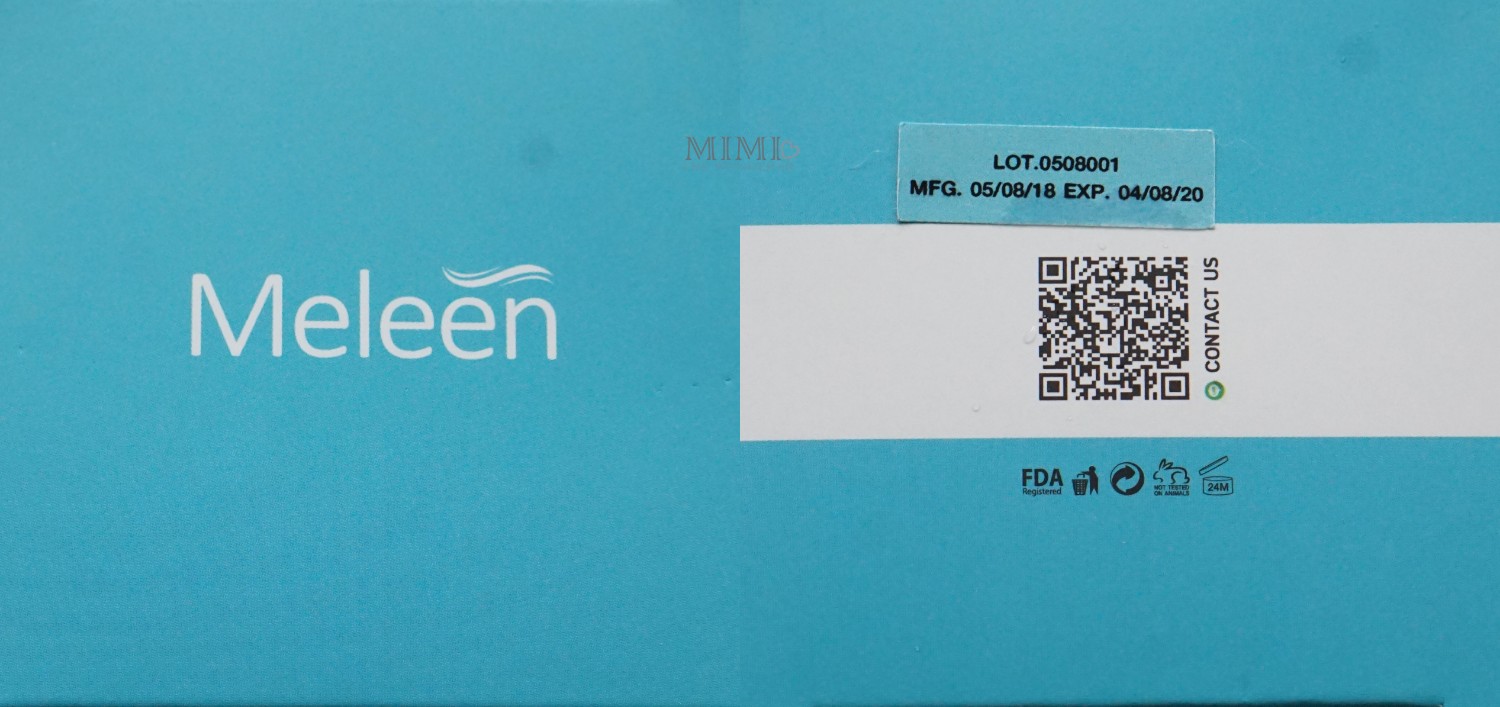 Meleen
MIMI
LOT.0508001
MFG. 05/08/18 EXP. 04/08/20
CONTACT US
FDA
Registered
NOT TESTED
ON ANIMALS
24M